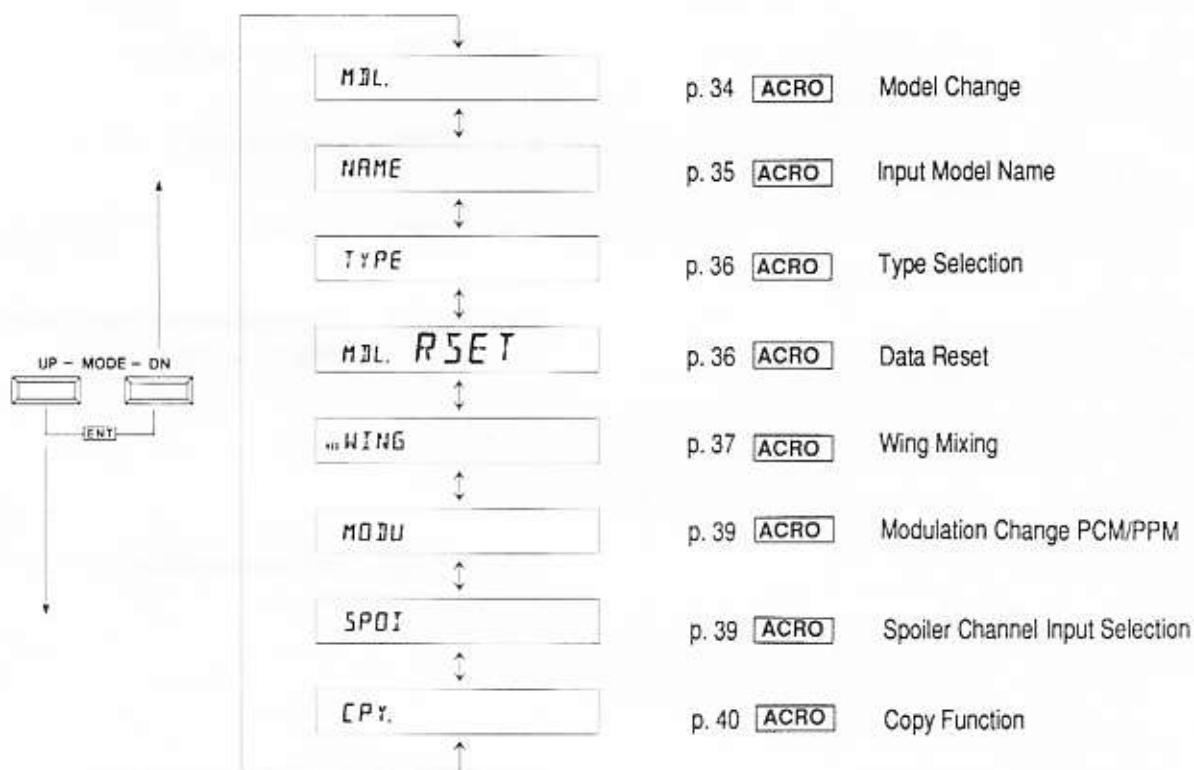 MDL.
p. 34 ACRO Model Change
NAME
p. 35 ACRO Input Model Name
TYPE
p. 36 ACRO Type Selection
UP – MODE – DN
ENT
MDL. RSET
p. 36 ACRO Data Reset
WING
p. 37 ACRO Wing Mixing
MODU
p. 39 ACRO Modulation Change PCM/PPM
SPOI
p. 39 ACRO Spoiler Channel Input Selection
CPY.
p. 40 ACRO Copy Function